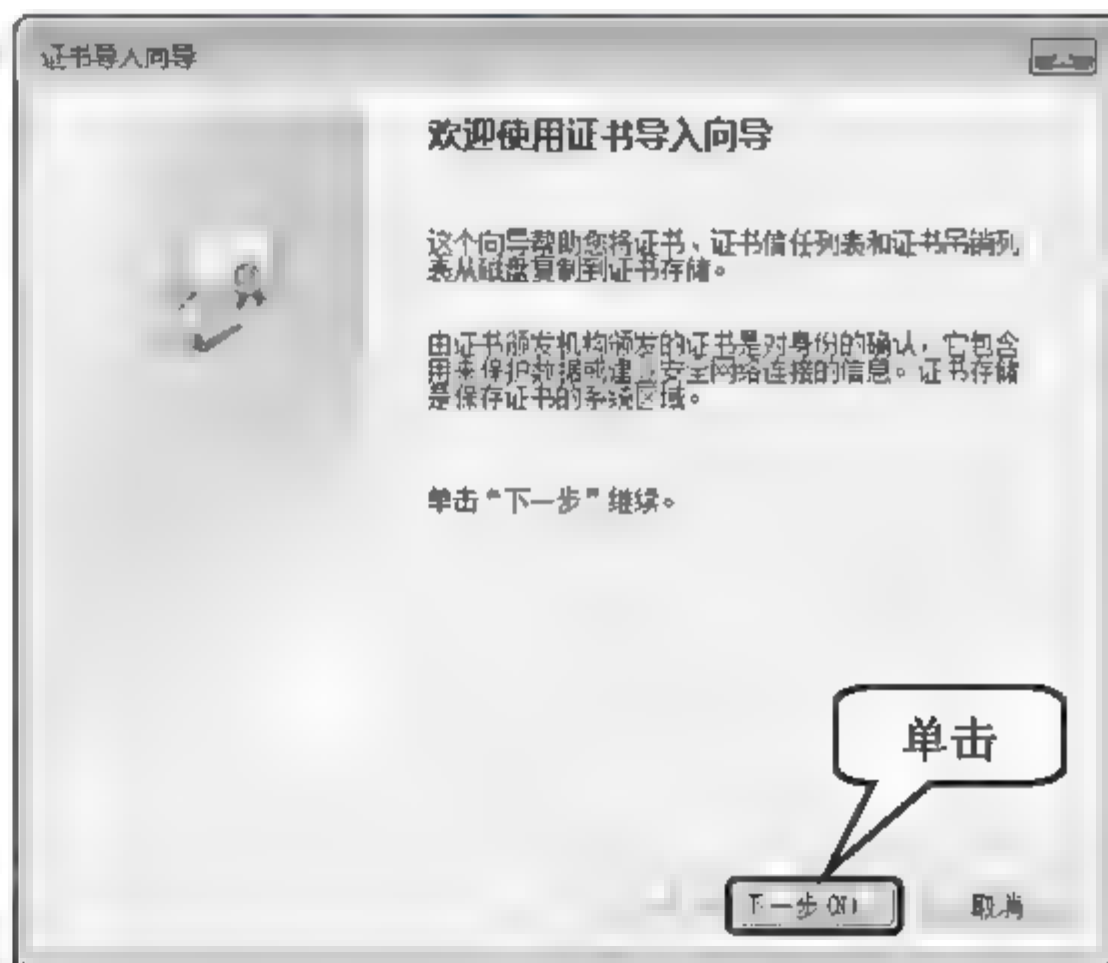 证书导入向导
欢迎使用证书导入向导
这个向导帮助您将证书、证书信任列表和证书吊销列
表从磁盘复制到证书存储。
由证书颁发机构颁发的证书是对身份的确认，它包含
用来保护数据或建立安全网络连接的信息。证书存储
是保存证书的系统区域。
单击“下一步”继续。
单击
下一步(N)
取消